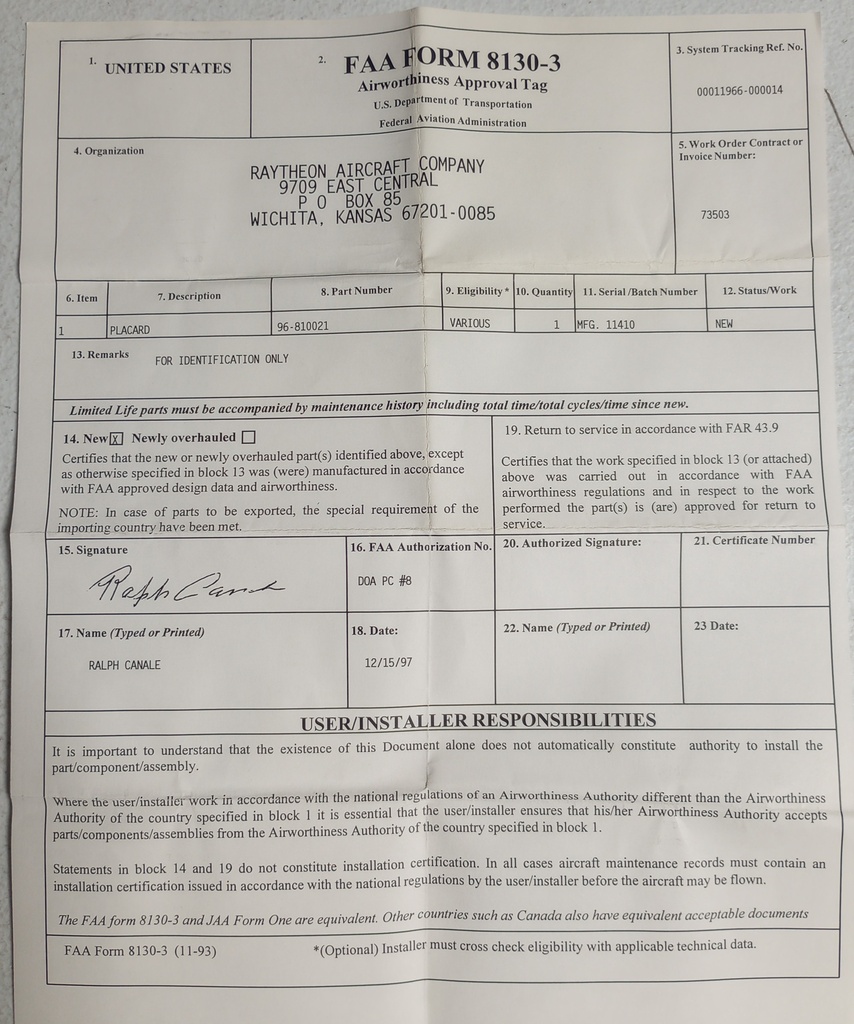 1. UNITED STATES
2. FAA FORM 8130-3
Airworthiness Approval Tag
U.S. Department of Transportation
Federal Aviation Administration
3. System Tracking Ref. No.
00011966-000014
4. Organization
RAYTHEON AIRCRAFT COMPANY
9709 EAST CENTRAL
P O BOX 85
WICHITA, KANSAS 67201-0085
5. Work Order Contract or
Invoice Number:
73503
6. Item 7. Description 8. Part Number 9. Eligibility * 10. Quantity 11. Serial /Batch Number 12. Status/Work
1 PLACARD 96-810021 VARIOUS 1 MFG. 11410 NEW
13. Remarks FOR IDENTIFICATION ONLY
Limited Life parts must be accompanied by maintenance history including total time/total cycles/time since new.
14. New [X] Newly overhauled [ ]
Certifies that the new or newly overhauled part(s) identified above, except
as otherwise specified in block 13 was (were) manufactured in accordance
with FAA approved design data and airworthiness.
NOTE: In case of parts to be exported, the special requirement of the
importing country have been met.
19. Return to service in accordance with FAR 43.9
Certifies that the work specified in block 13 (or attached)
above was carried out in accordance with FAA
airworthiness regulations and in respect to the work
performed the part(s) is (are) approved for return to
service.
15. Signature
Ralph Canale
16. FAA Authorization No.
DOA PC #8
20. Authorized Signature:
21. Certificate Number
17. Name (Typed or Printed)
RALPH CANALE
18. Date:
12/15/97
22. Name (Typed or Printed)
23 Date:
USER/INSTALLER RESPONSIBILITIES
It is important to understand that the existence of this Document alone does not automatically constitute authority to install the
part/component/assembly.
Where the user/installer work in accordance with the national regulations of an Airworthiness Authority different than the Airworthiness
Authority of the country specified in block 1 it is essential that the user/installer ensures that his/her Airworthiness Authority accepts
parts/components/assemblies from the Airworthiness Authority of the country specified in block 1.
Statements in block 14 and 19 do not constitute installation certification. In all cases aircraft maintenance records must contain an
installation certification issued in accordance with the national regulations by the user/installer before the aircraft may be flown.
The FAA form 8130-3 and JAA Form One are equivalent. Other countries such as Canada also have equivalent acceptable documents
FAA Form 8130-3 (11-93) *(Optional) Installer must cross check eligibility with applicable technical data.